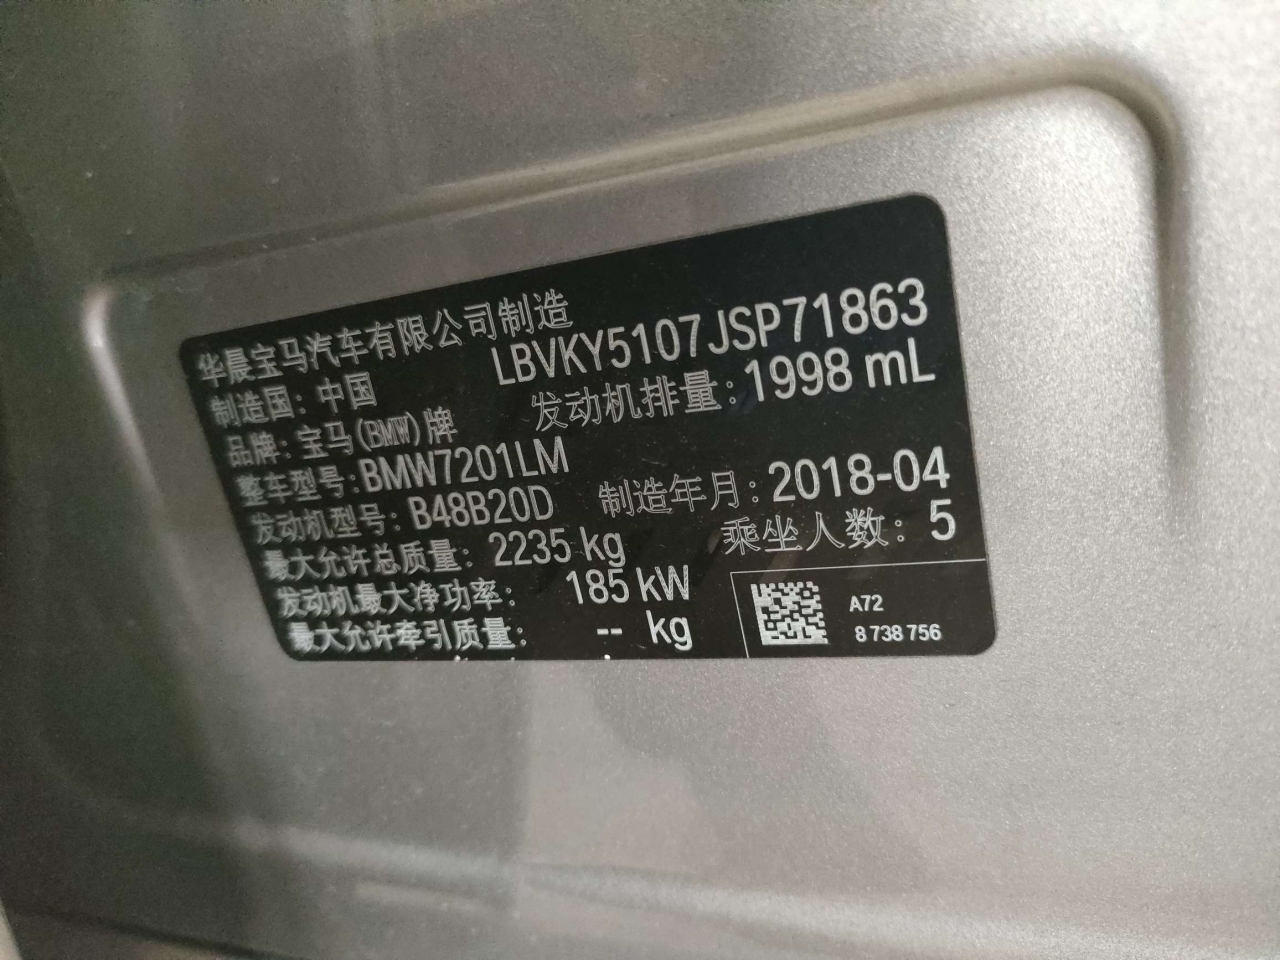 华晨宝马汽车有限公司制造
LBVKY5107JSP71863
制造国：中国
发动机排量：1998 mL
品牌：宝马(BMW)牌
整车型号：BMW7201LM
制造年月：2018-04
发动机型号：B48B20D
乘坐人数：5
最大允许总质量：2235 kg
发动机最大净功率：185 kW
最大允许牵引质量：-- kg
A72
8 738 756